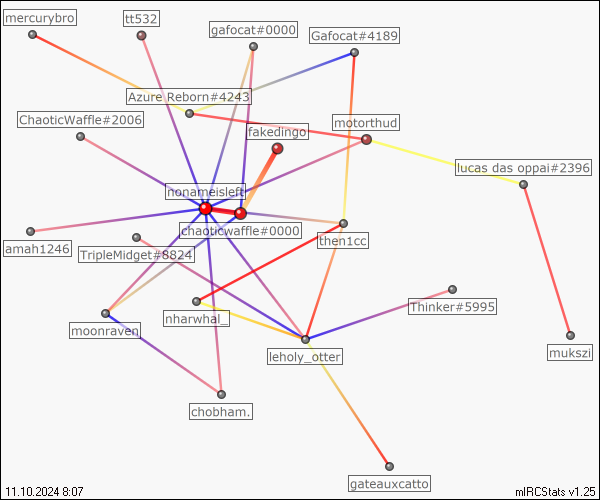 mercurybro
tt532
gafocat#0000
Gafocat#4189
Azure Reborn#4243
ChaoticWaffle#2006
motorthud
fakedingo
lucas das oppai#2396
nonameisleft
chaoticwaffle#0000
then1cc
amah1246
TripleMidget#8824
Thinker#5995
nharwhal_
moonraven
leholy_otter
mukszi
chobham.
gateauxcatto
11.10.2024 8:07
mIRCStats v1.25